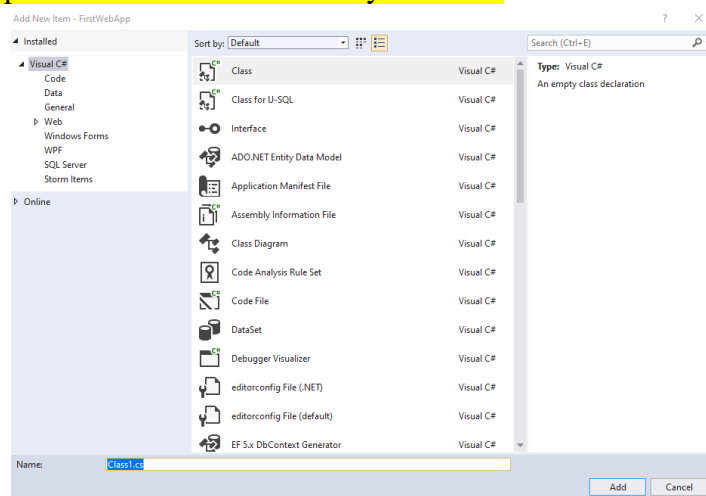 Add New Item - FirstWebApp
? ×
Installed
Sort by: Default
Search (Ctrl+E)
Visual C#
Code
Data
General
Web
Windows Forms
WPF
SQL Server
Storm Items
Online
Class Visual C#
Class for U-SQL Visual C#
Interface Visual C#
ADO.NET Entity Data Model Visual C#
Application Manifest File Visual C#
Assembly Information File Visual C#
Class Diagram Visual C#
Code Analysis Rule Set Visual C#
Code File Visual C#
DataSet Visual C#
Debugger Visualizer Visual C#
editorconfig File (.NET) Visual C#
editorconfig File (default) Visual C#
EF 5.x DbContext Generator Visual C#
Type: Visual C#
An empty class declaration
Name: Class1.cs
Add Cancel